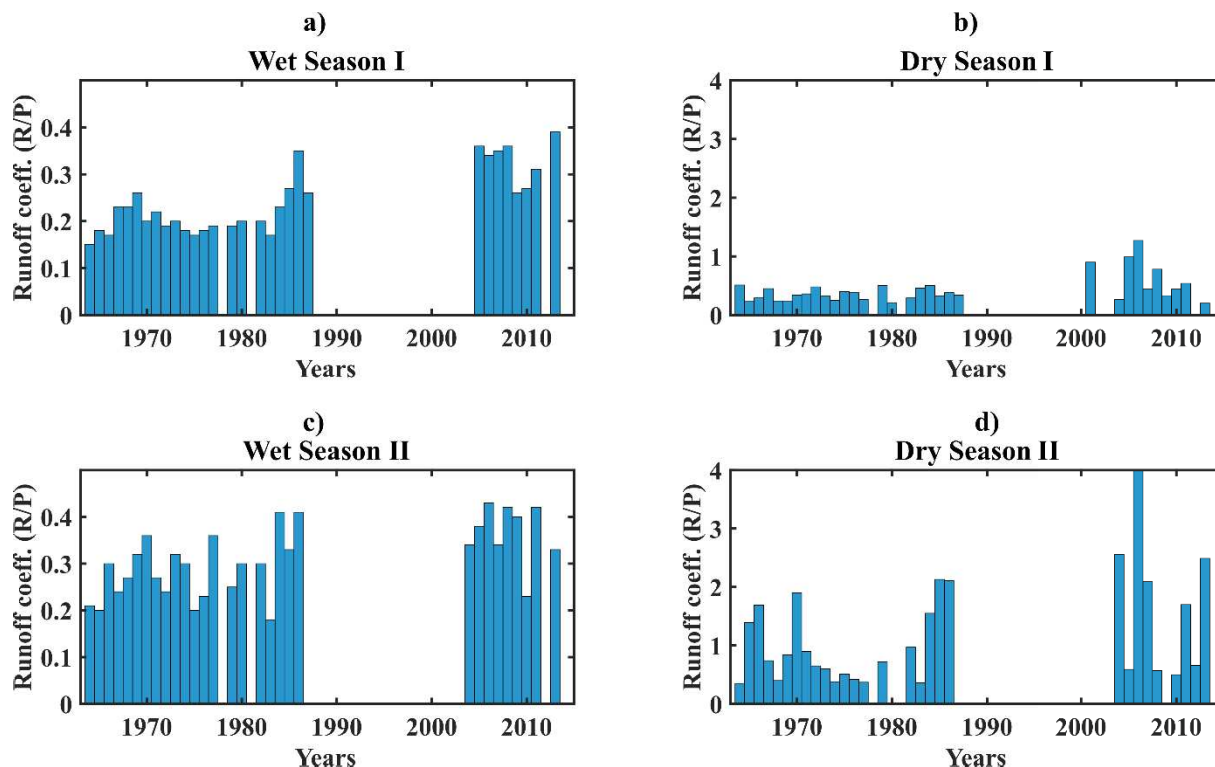 a)
Wet Season I
Runoff coeff. (R/P)
0.4
0.3
0.2
0.1
0
1970 1980 1990 2000 2010
Years
b)
Dry Season I
Runoff coeff. (R/P)
4
3
2
1
0
1970 1980 1990 2000 2010
Years
c)
Wet Season II
Runoff coeff. (R/P)
0.4
0.3
0.2
0.1
0
1970 1980 1990 2000 2010
Years
d)
Dry Season II
Runoff coeff. (R/P)
4
3
2
1
0
1970 1980 1990 2000 2010
Years